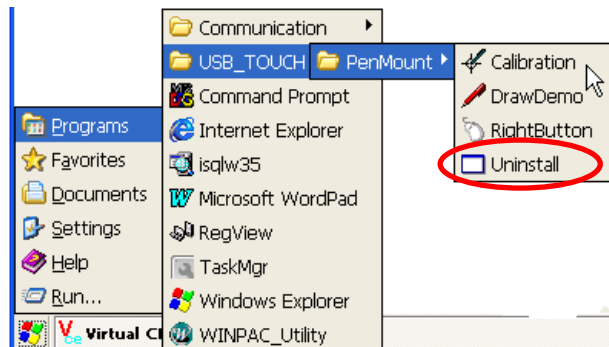 Communication
USB_TOUCH
Command Prompt
Internet Explorer
isqlw35
Microsoft WordPad
RegView
TaskMgr
Windows Explorer
WINPAC_Utility
PenMount
Calibration
DrawDemo
RightButton
Uninstall
Programs
Favorites
Documents
Settings
Help
Run...
Virtual